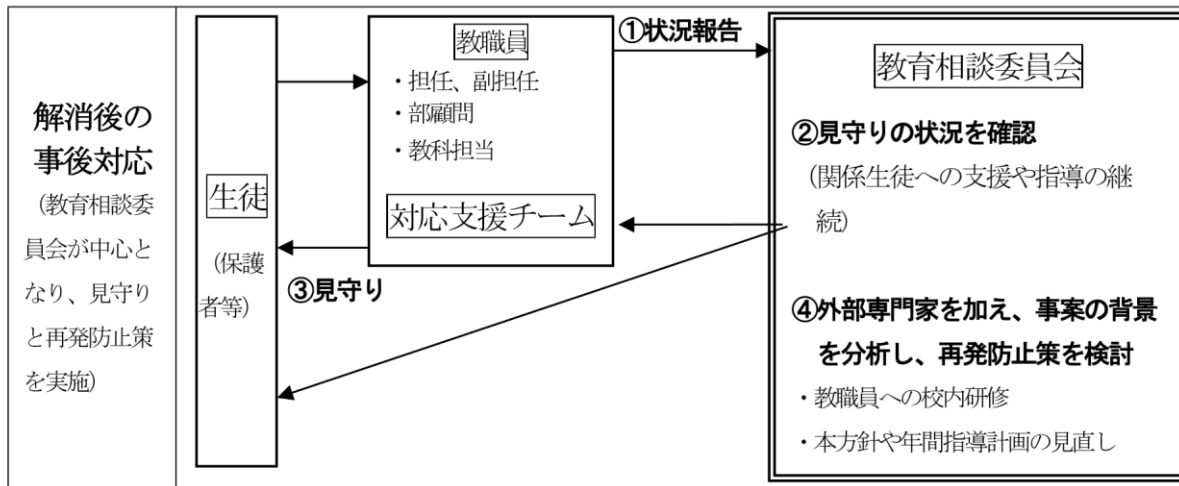 解消後の
事後対応
（教育相談委
員会が中心と
なり、見守り
と再発防止策
を実施）
生徒
（保護
者等）
教職員
・担任、副担任
・部顧問
・教科担当
対応支援チーム
①状況報告
③見守り
教育相談委員会
②見守りの状況を確認
（関係生徒への支援や指導の継
続）
④外部専門家を加え、事案の背景
を分析し、再発防止策を検討
・教職員への校内研修
・本方針や年間指導計画の見直し